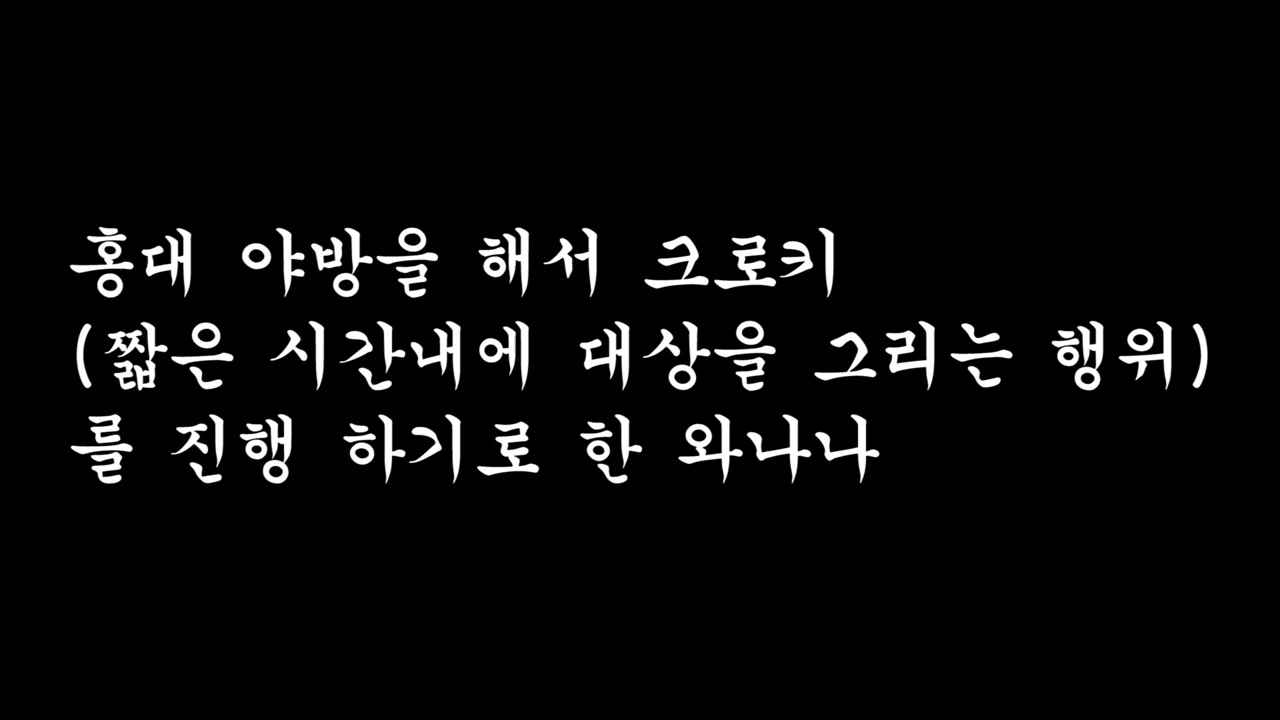 홍대 야방을 해서 크로키
(짧은 시간내에 대상을 그리는 행위)
를 진행 하기로 한 와나나